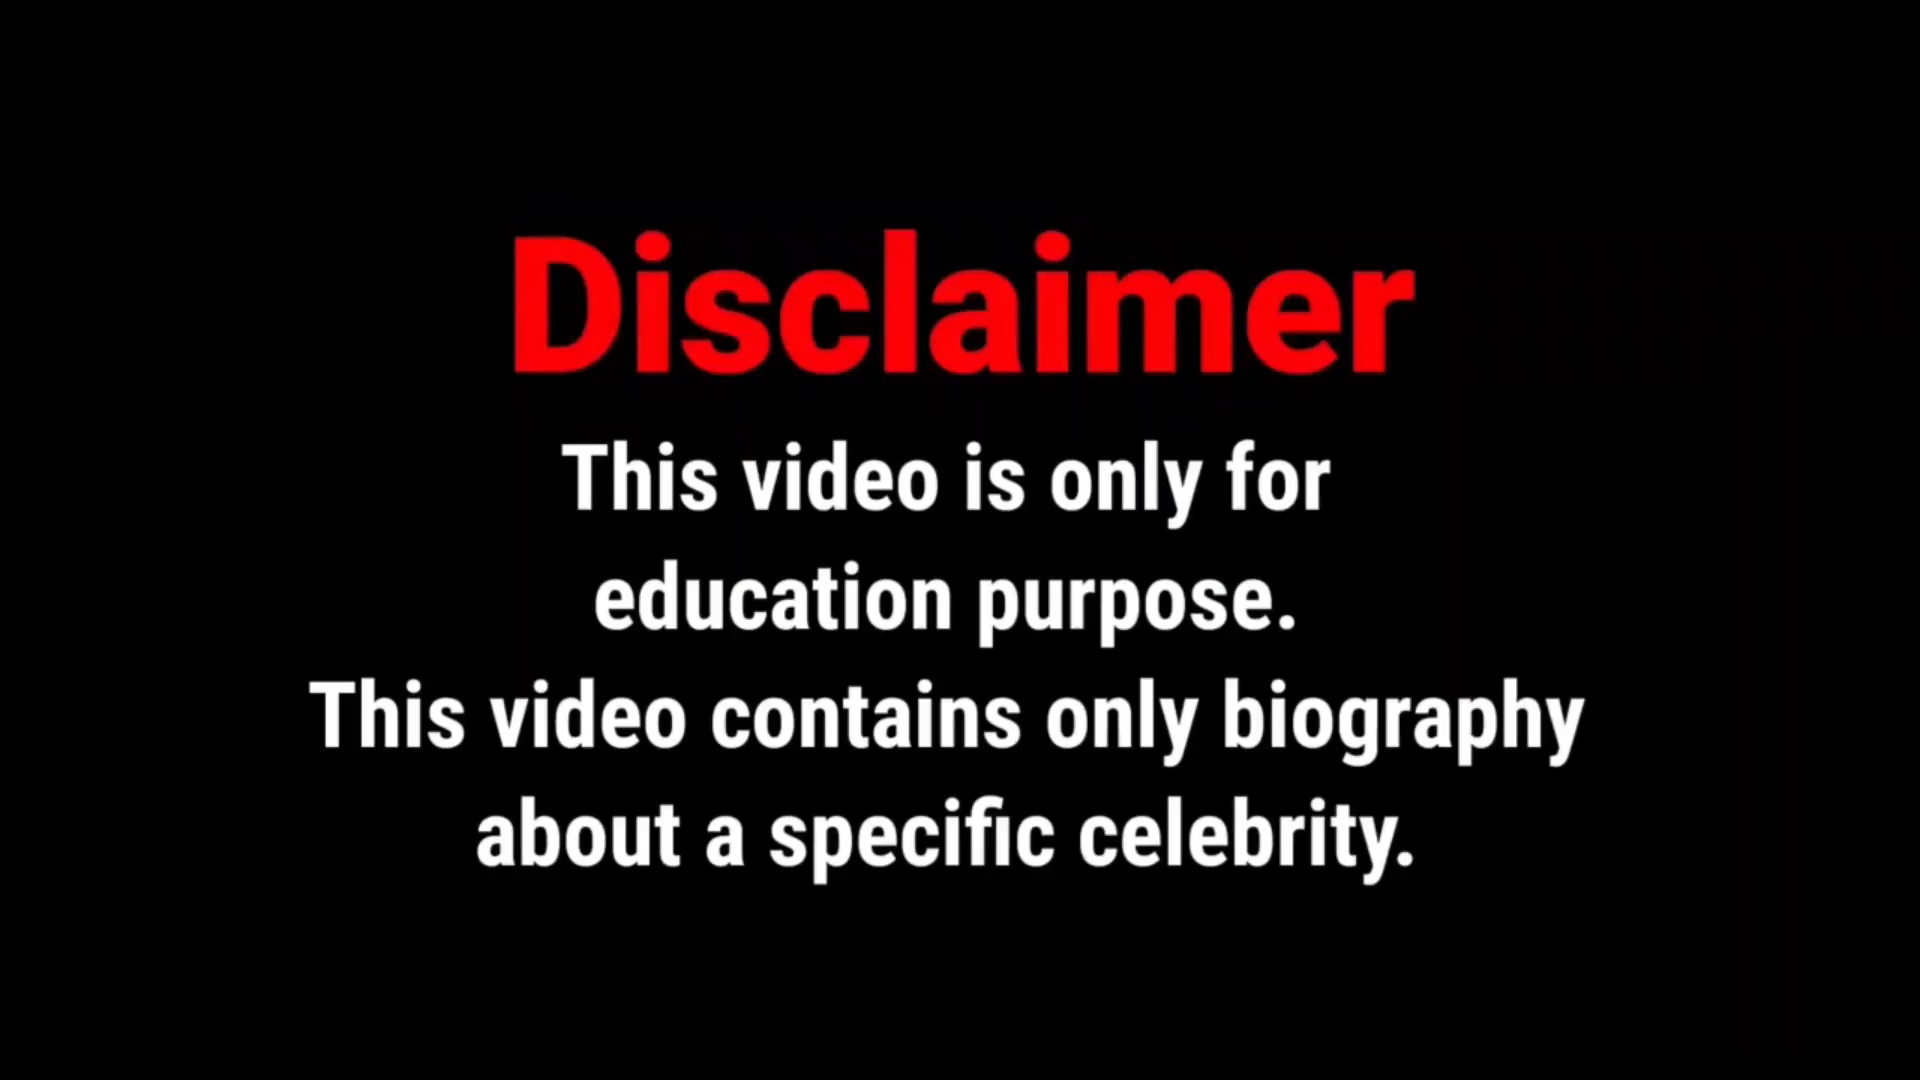 Disclaimer
This video is only for
education purpose.
This video contains only biography
about a specific celebrity.